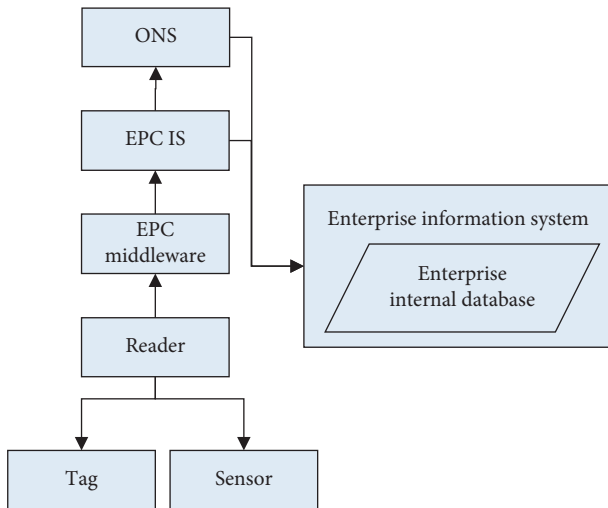 ONS
EPC IS
EPC
middleware
Enterprise information system
Enterprise
internal database
Reader
Tag
Sensor